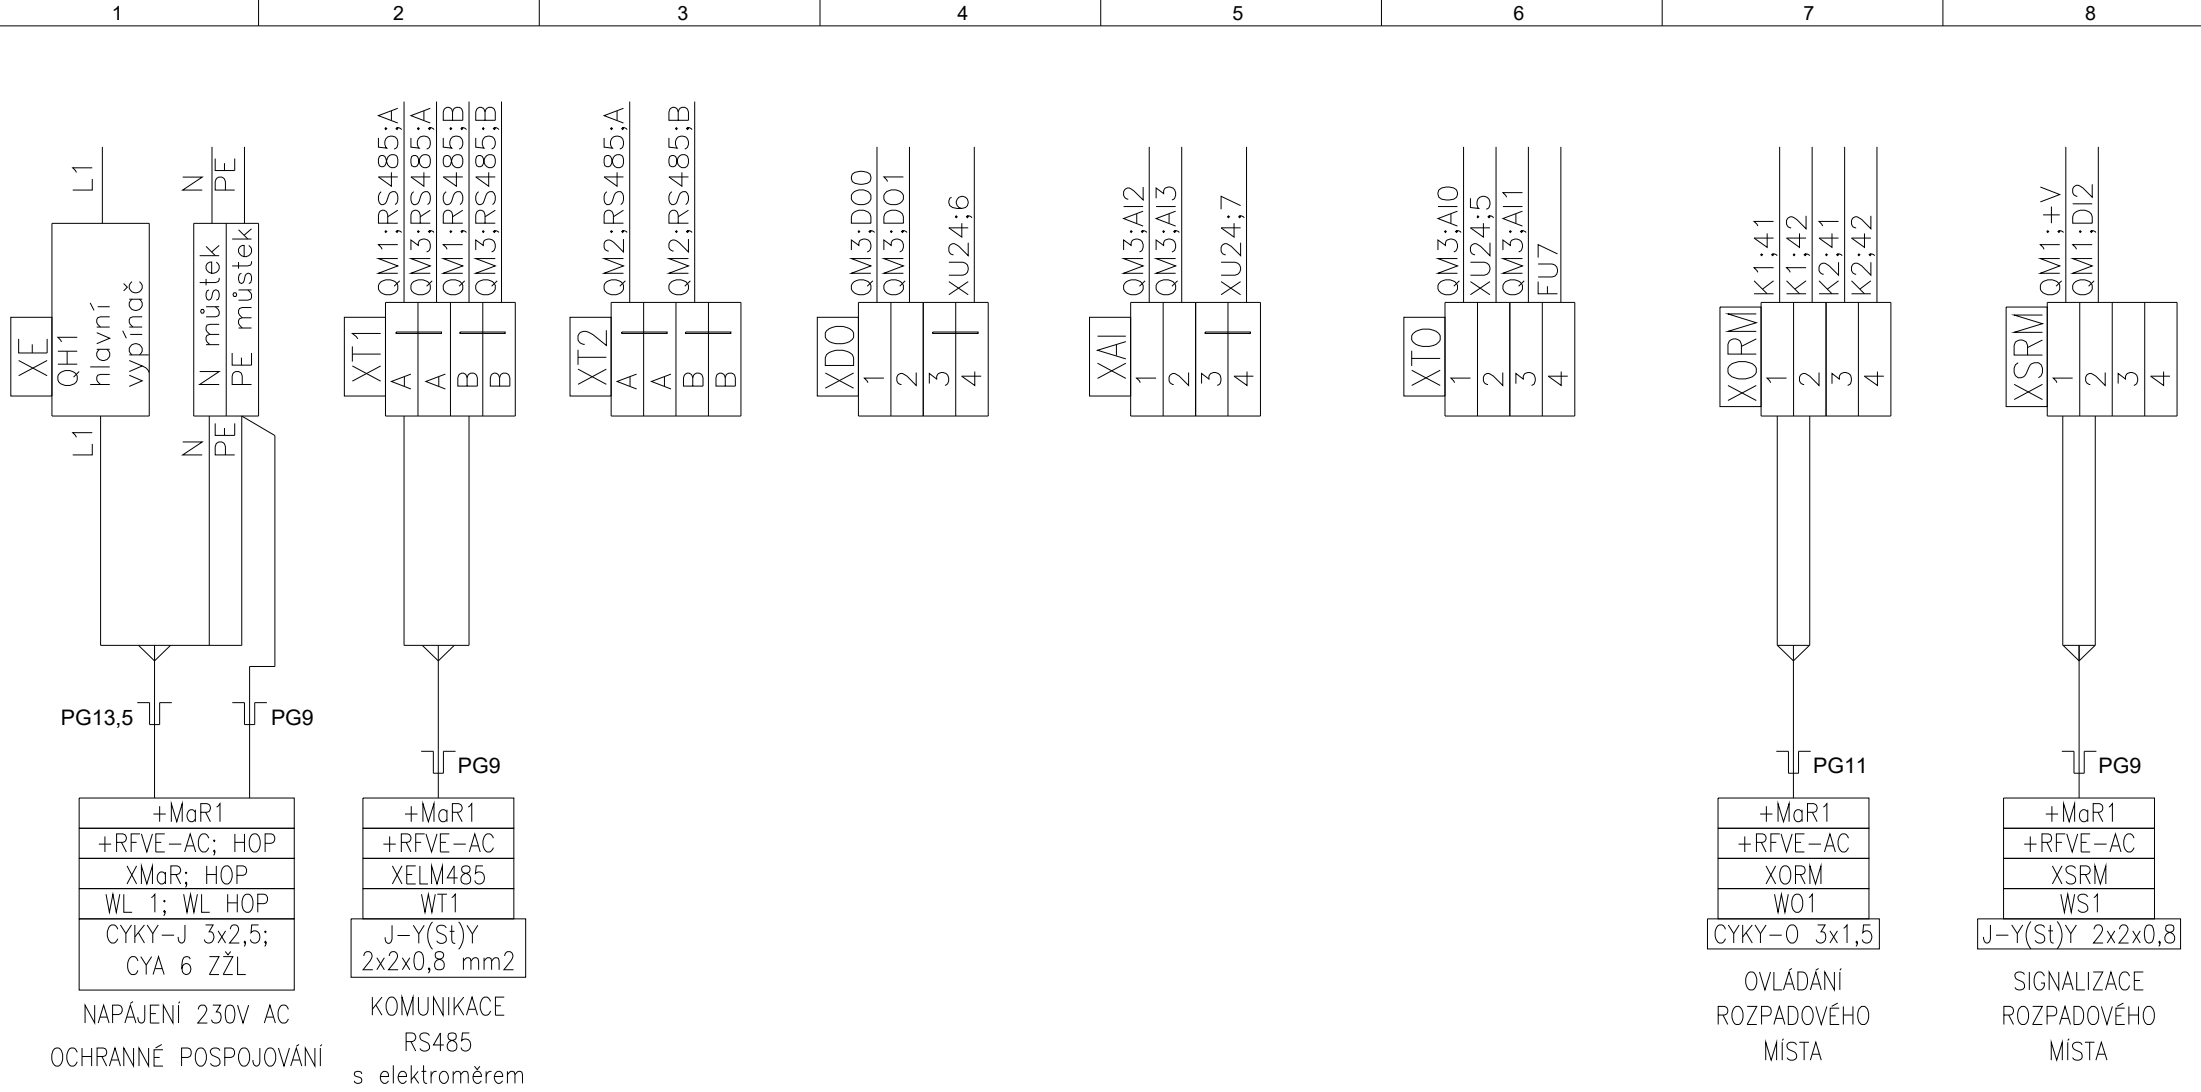 1
2
3
4
5
6
7
8
L1
N
PE
XE
QH1
hlavní
vypínač
N můstek
PE můstek
L1
N
PE
PG13,5
PG9
+MaR1
+RFVE-AC; HOP
XMaR; HOP
WL 1; WL HOP
CYKY-J 3x2,5;
CYA 6 ZŽL
NAPÁJENÍ 230V AC
OCHRANNÉ POSPOJOVÁNÍ
QM1;RS485;A
QM3;RS485;A
QM1;RS485;B
QM3;RS485;B
XT1
A
A
B
B
PG9
+MaR1
+RFVE-AC
XELM485
WT1
J-Y(St)Y
2x2x0,8 mm2
KOMUNIKACE
RS485
s elektroměrem
QM2;RS485;A
QM2;RS485;B
XT2
A
A
B
B
QM3;DO0
QM3;DO1
XU24;6
XDO
1
2
3
4
QM3;AI2
QM3;AI3
XU24;7
XAI
1
2
3
4
QM3;AI0
XU24;5
QM3;AI1
FU7
XTO
1
2
3
4
K1;41
K1;42
K2;41
K2;42
XORM
1
2
3
4
PG11
+MaR1
+RFVE-AC
XORM
WO1
CYKY-O 3x1,5
OVLÁDÁNÍ
ROZPADOVÉHO
MÍSTA
QM1;+V
QM1;DI2
XSRM
1
2
3
4
PG9
+MaR1
+RFVE-AC
XSRM
WS1
J-Y(St)Y 2x2x0,8
SIGNALIZACE
ROZPADOVÉHO
MÍSTA